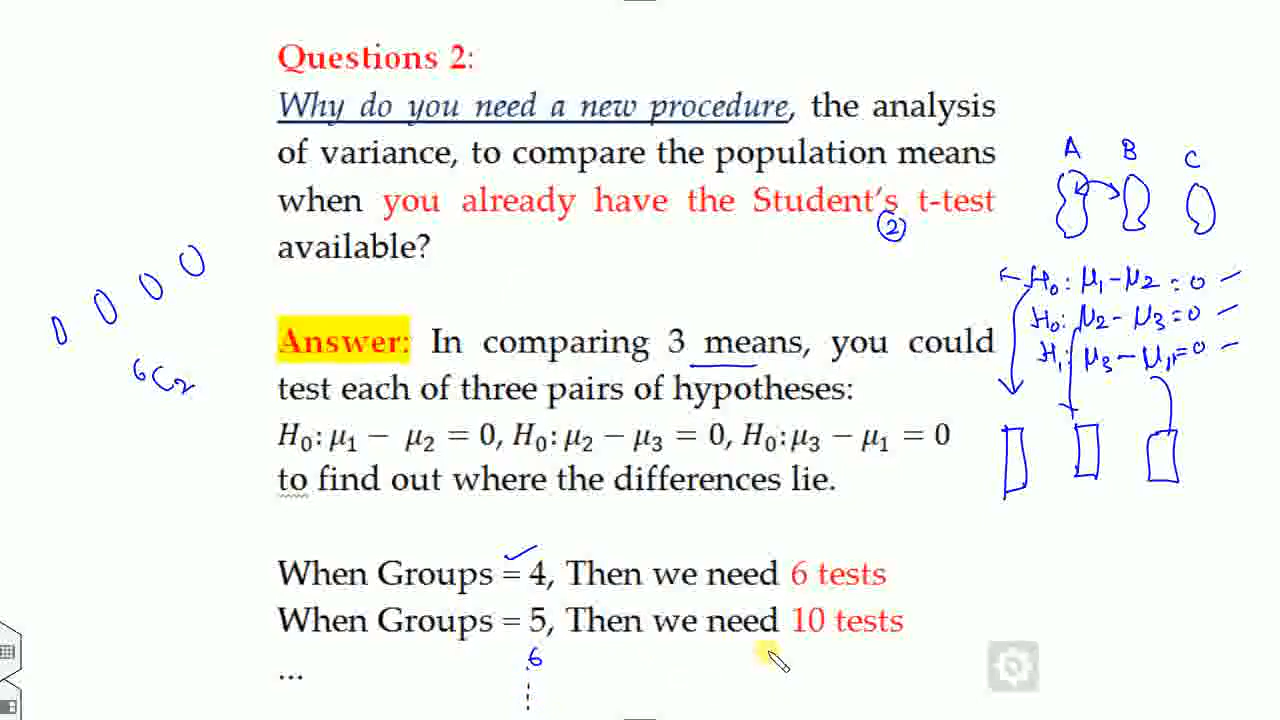 Questions 2:
Why do you need a new procedure, the analysis
of variance, to compare the population means
when you already have the Student's t-test
available?
2
A B C
H₀: μ₁ - μ₂ = 0
H₀: μ₂ - μ₃ = 0
H₁: μ₃ - μ₁ = 0
⁶C₂
Answer: In comparing 3 means, you could
test each of three pairs of hypotheses:
H₀: μ₁ − μ₂ = 0, H₀: μ₂ − μ₃ = 0, H₀: μ₃ − μ₁ = 0
to find out where the differences lie.
When Groups = 4, Then we need 6 tests
When Groups = 5, Then we need 10 tests
6
...